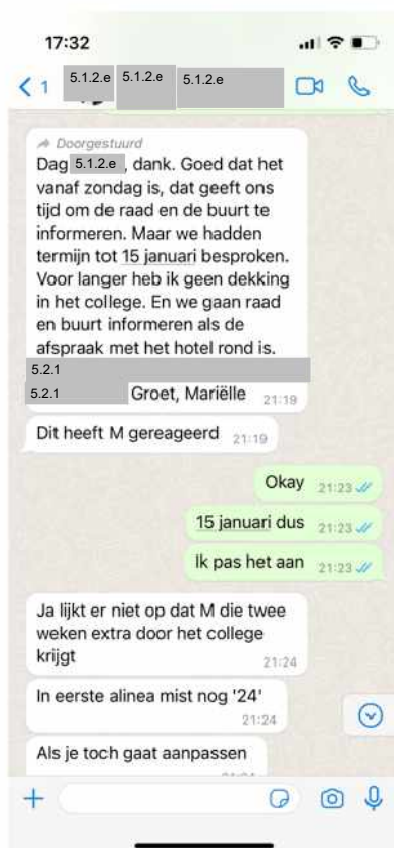 17:32
1 5.1.2.e 5.1.2.e 5.1.2.e
Doorgestuurd
Dag 5.1.2.e , dank. Goed dat het
vanaf zondag is, dat geeft ons
tijd om de raad en de buurt te
informeren. Maar we hadden
termijn tot 15 januari besproken.
Voor langer heb ik geen dekking
in het college. En we gaan raad
en buurt informeren als de
afspraak met het hotel rond is.
5.2.1
5.2.1 Groet, Mariëlle 21:19
Dit heeft M gereageerd 21:19
Okay 21:23
15 januari dus 21:23
Ik pas het aan 21:23
Ja lijkt er niet op dat M die twee
weken extra door het college
krijgt 21:24
In eerste alinea mist nog '24'
21:24
Als je toch gaat aanpassen